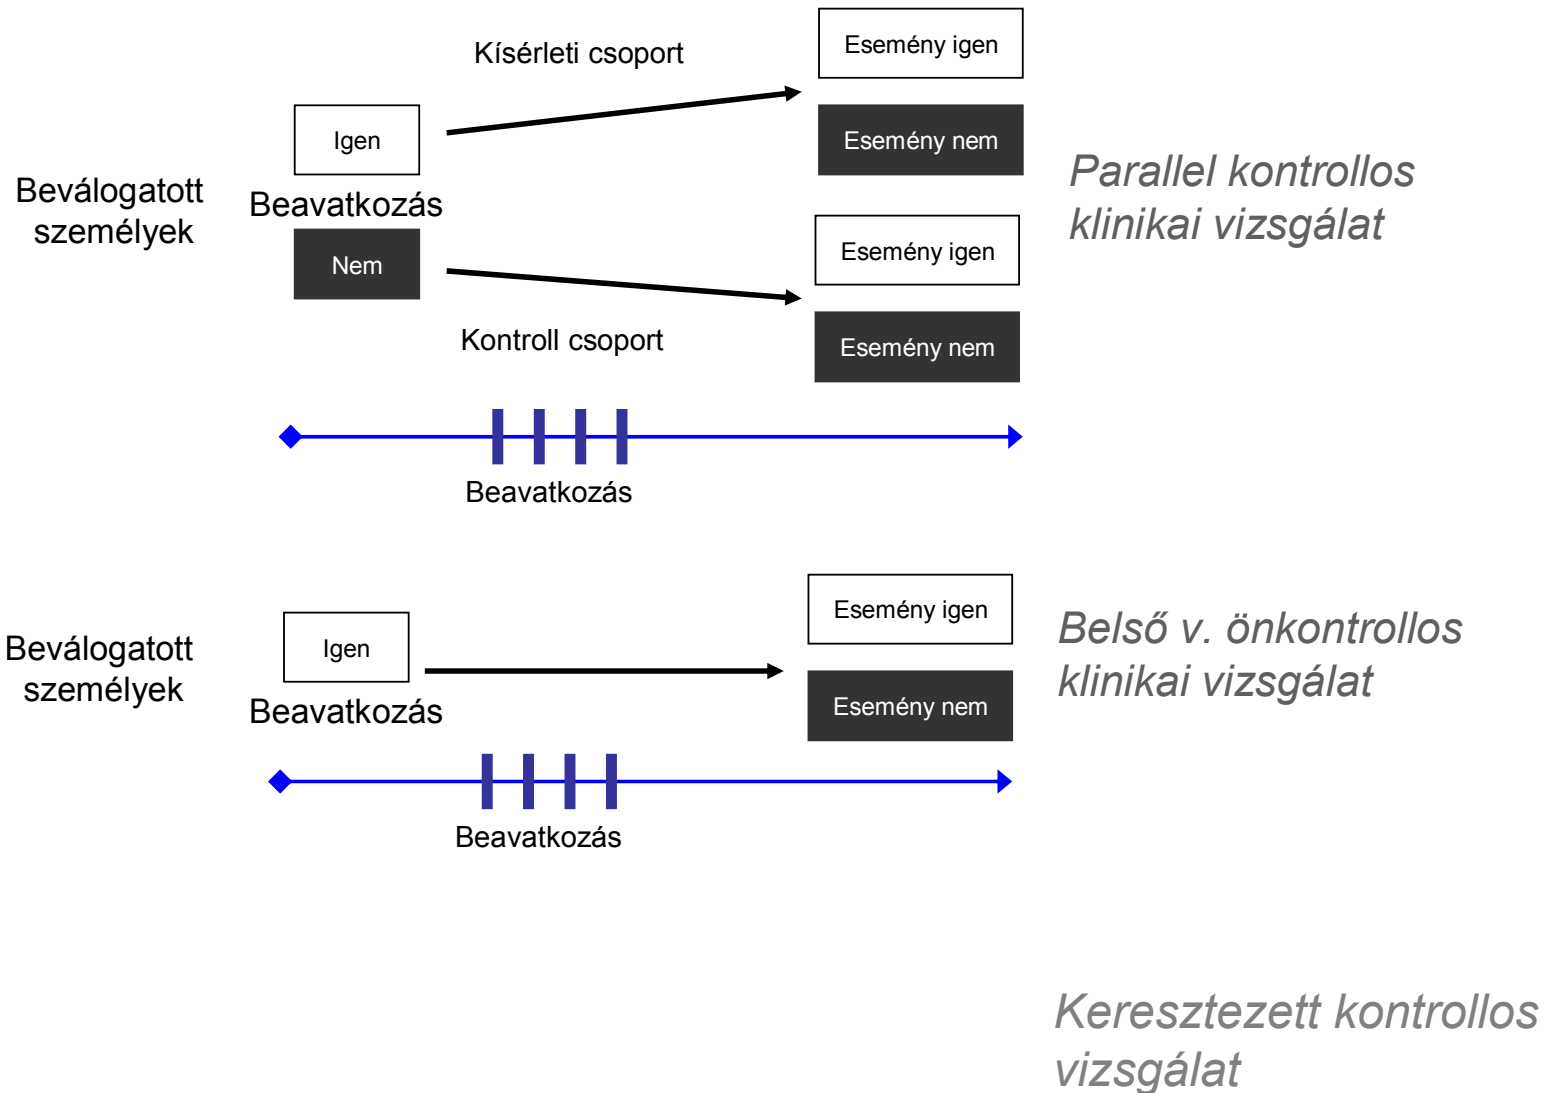 Kísérleti csoport
Esemény igen
Igen
Esemény nem
Beválogatott
személyek
Beavatkozás
Parallel kontrollos
klinikai vizsgálat
Nem
Esemény igen
Kontroll csoport
Esemény nem
Beavatkozás
Esemény igen
Beválogatott
személyek
Igen
Beavatkozás
Esemény nem
Belső v. önkontrollos
klinikai vizsgálat
Beavatkozás
Keresztezett kontrollos
vizsgálat